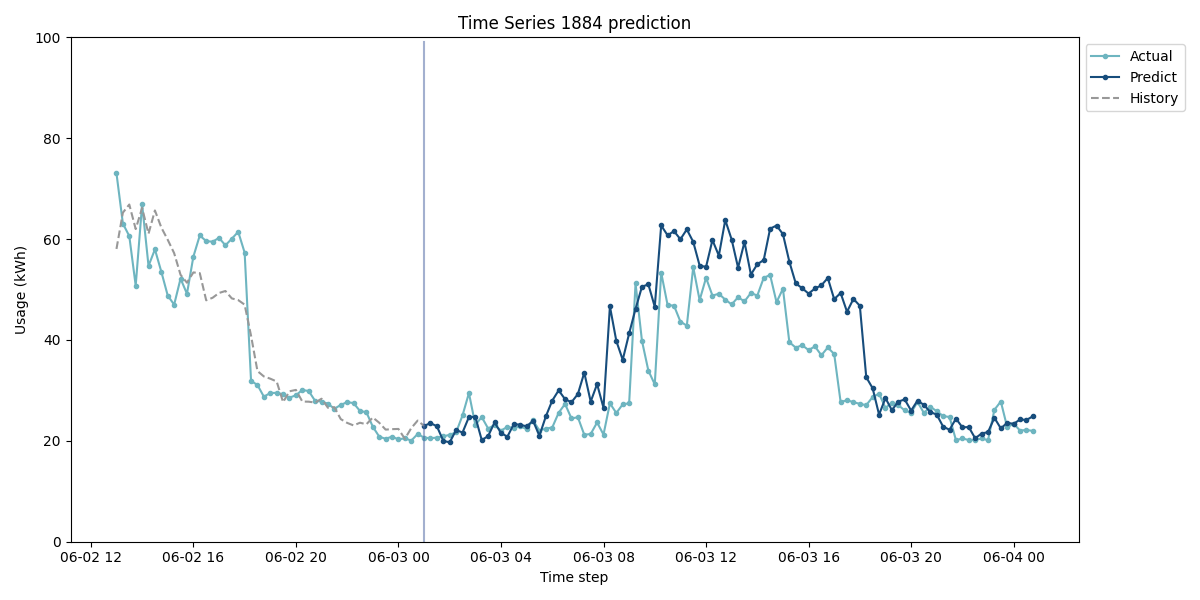 Time Series 1884 prediction
100
80
60
40
20
0
Usage (kWh)
06-02 12
06-02 16
06-02 20
06-03 00
06-03 04
06-03 08
06-03 12
06-03 16
06-03 20
06-04 00
Time step
Actual
Predict
History